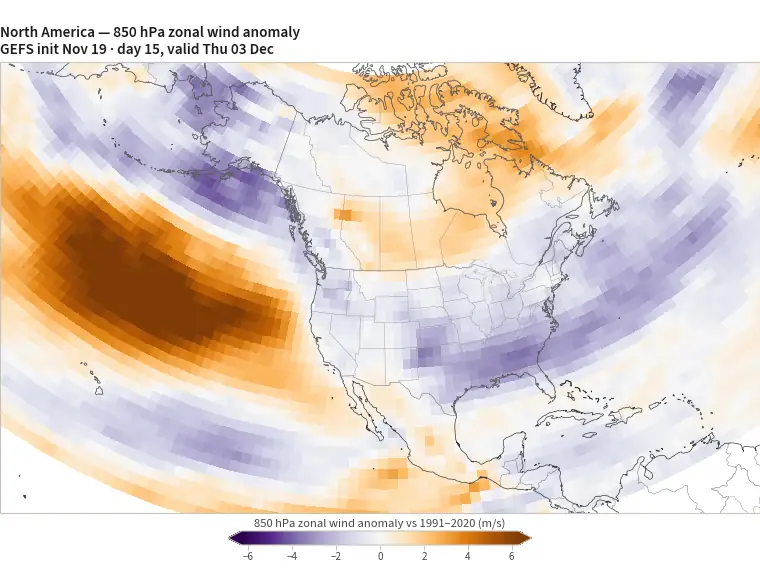 North America — 850 hPa zonal wind anomaly
GEFS init Nov 19 · day 15, valid Thu 03 Dec
850 hPa zonal wind anomaly vs 1991–2020 (m/s)
−6 −4 −2 0 2 4 6